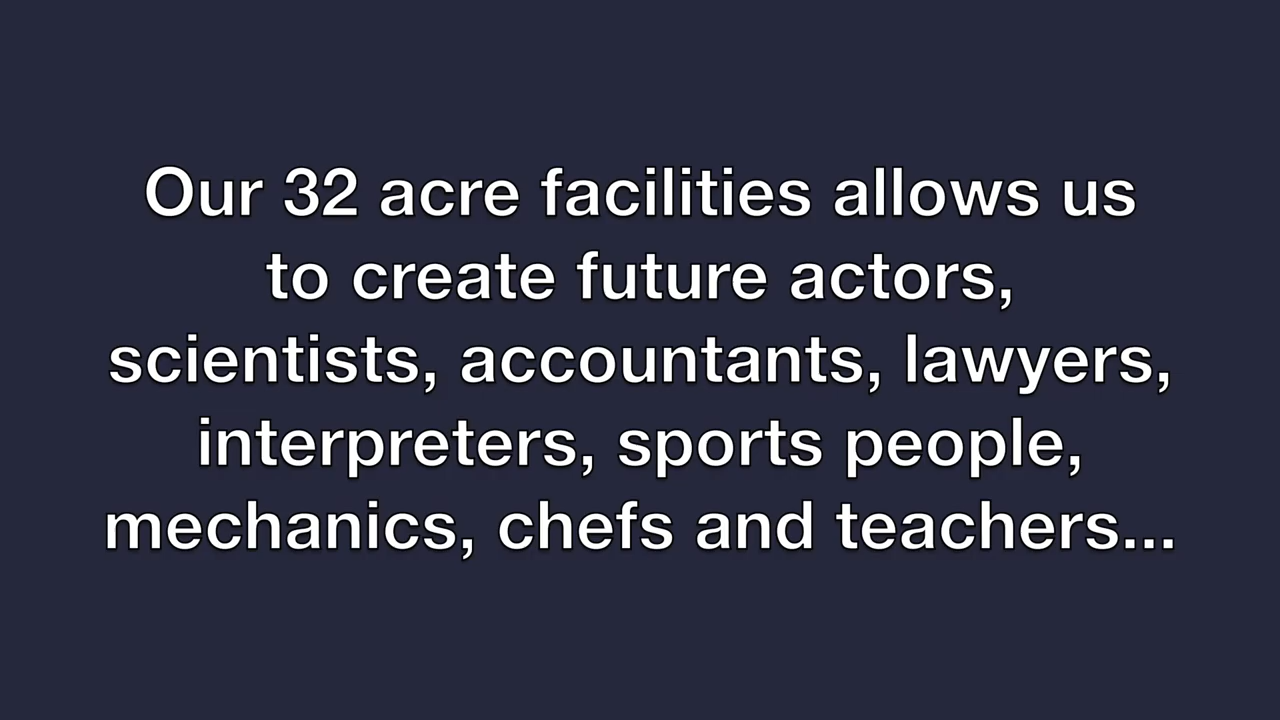 Our 32 acre facilities allows us
to create future actors,
scientists, accountants, lawyers,
interpreters, sports people,
mechanics, chefs and teachers...